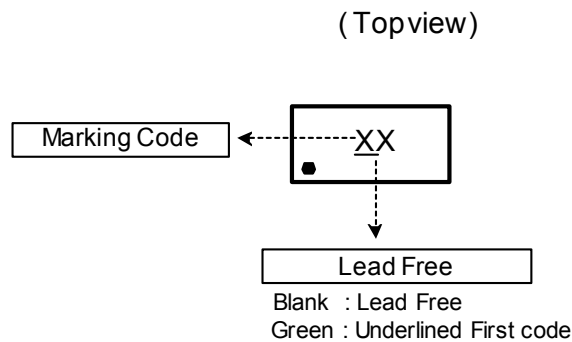 (Topview)
Marking Code
XX
Lead Free
Blank : Lead Free
Green : Underlined First code